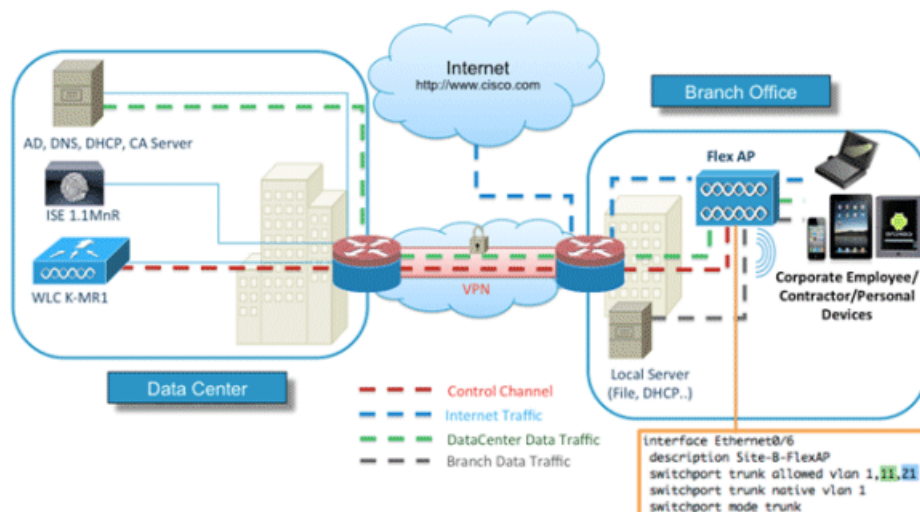 Internet
http://www.cisco.com
Branch Office
AD, DNS, DHCP, CA Server
ISE 1.1MnR
WLC K-MR1
Data Center
VPN
Flex AP
Corporate Employee/
Contractor/Personal
Devices
Local Server
(File, DHCP..)
Control Channel
Internet Traffic
DataCenter Data Traffic
Branch Data Traffic
interface Ethernet0/6
description Site-B-FlexAP
switchport trunk allowed vlan 1,11,21
switchport trunk native vlan 1
switchport mode trunk